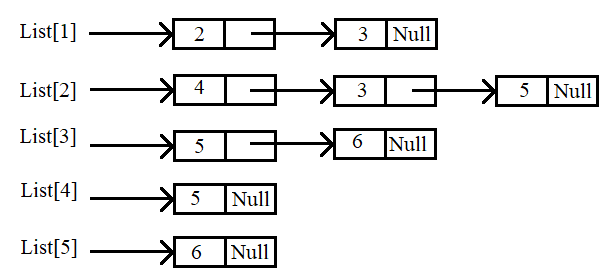 List[1] 2 3 Null
List[2] 4 3 5 Null
List[3] 5 6 Null
List[4] 5 Null
List[5] 6 Null